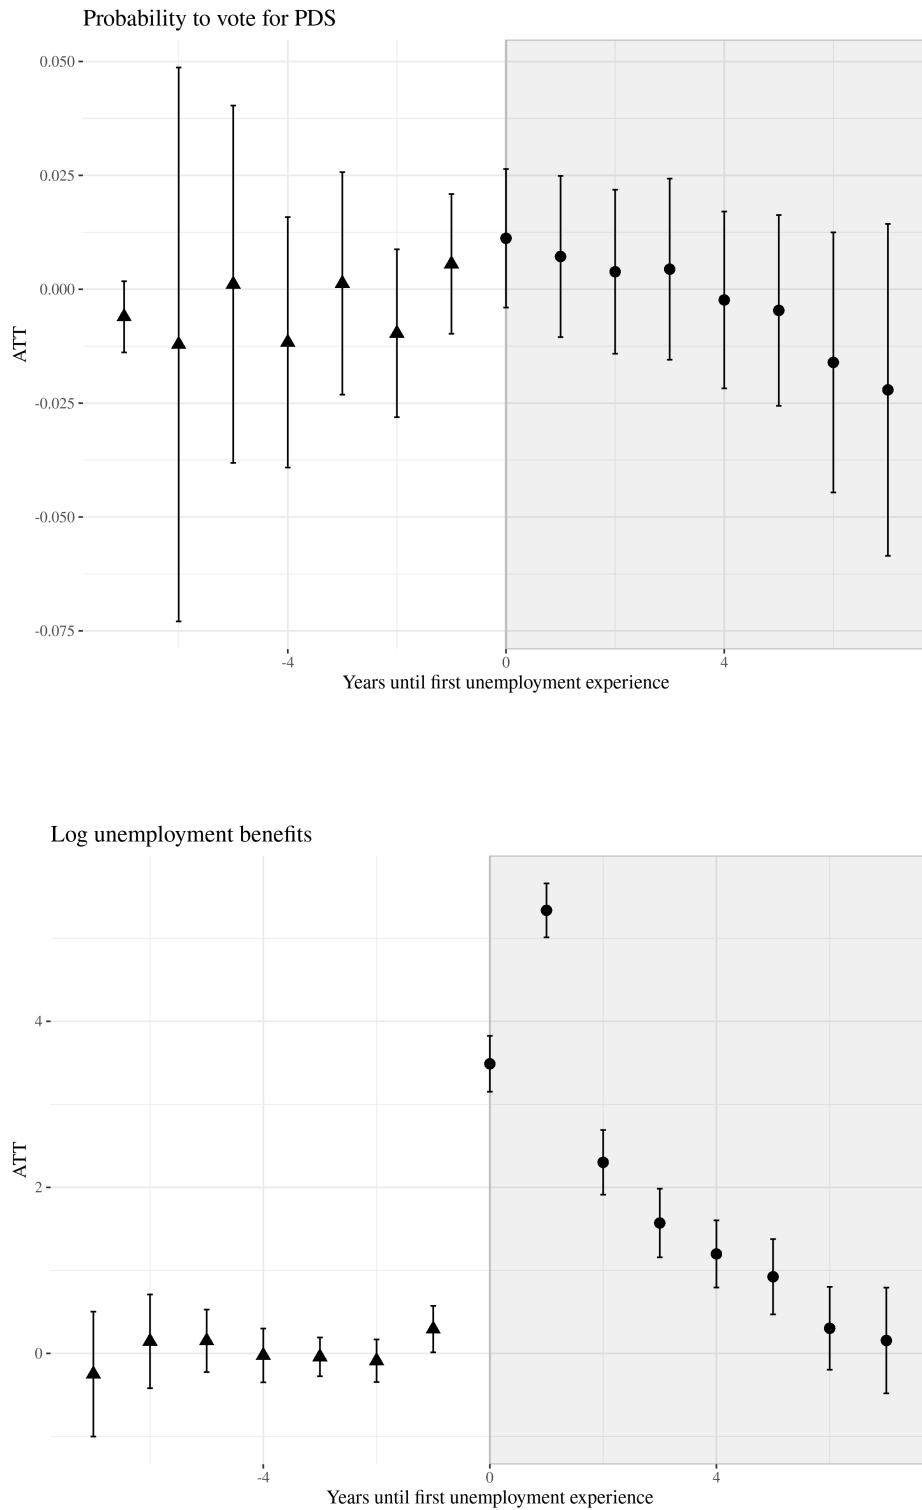 Probability to vote for PDS
0.050
0.025
0.000
-0.025
-0.050
-0.075
ATT
-4 0 4
Years until first unemployment experience
Log unemployment benefits
4
2
0
ATT
-4 0 4
Years until first unemployment experience